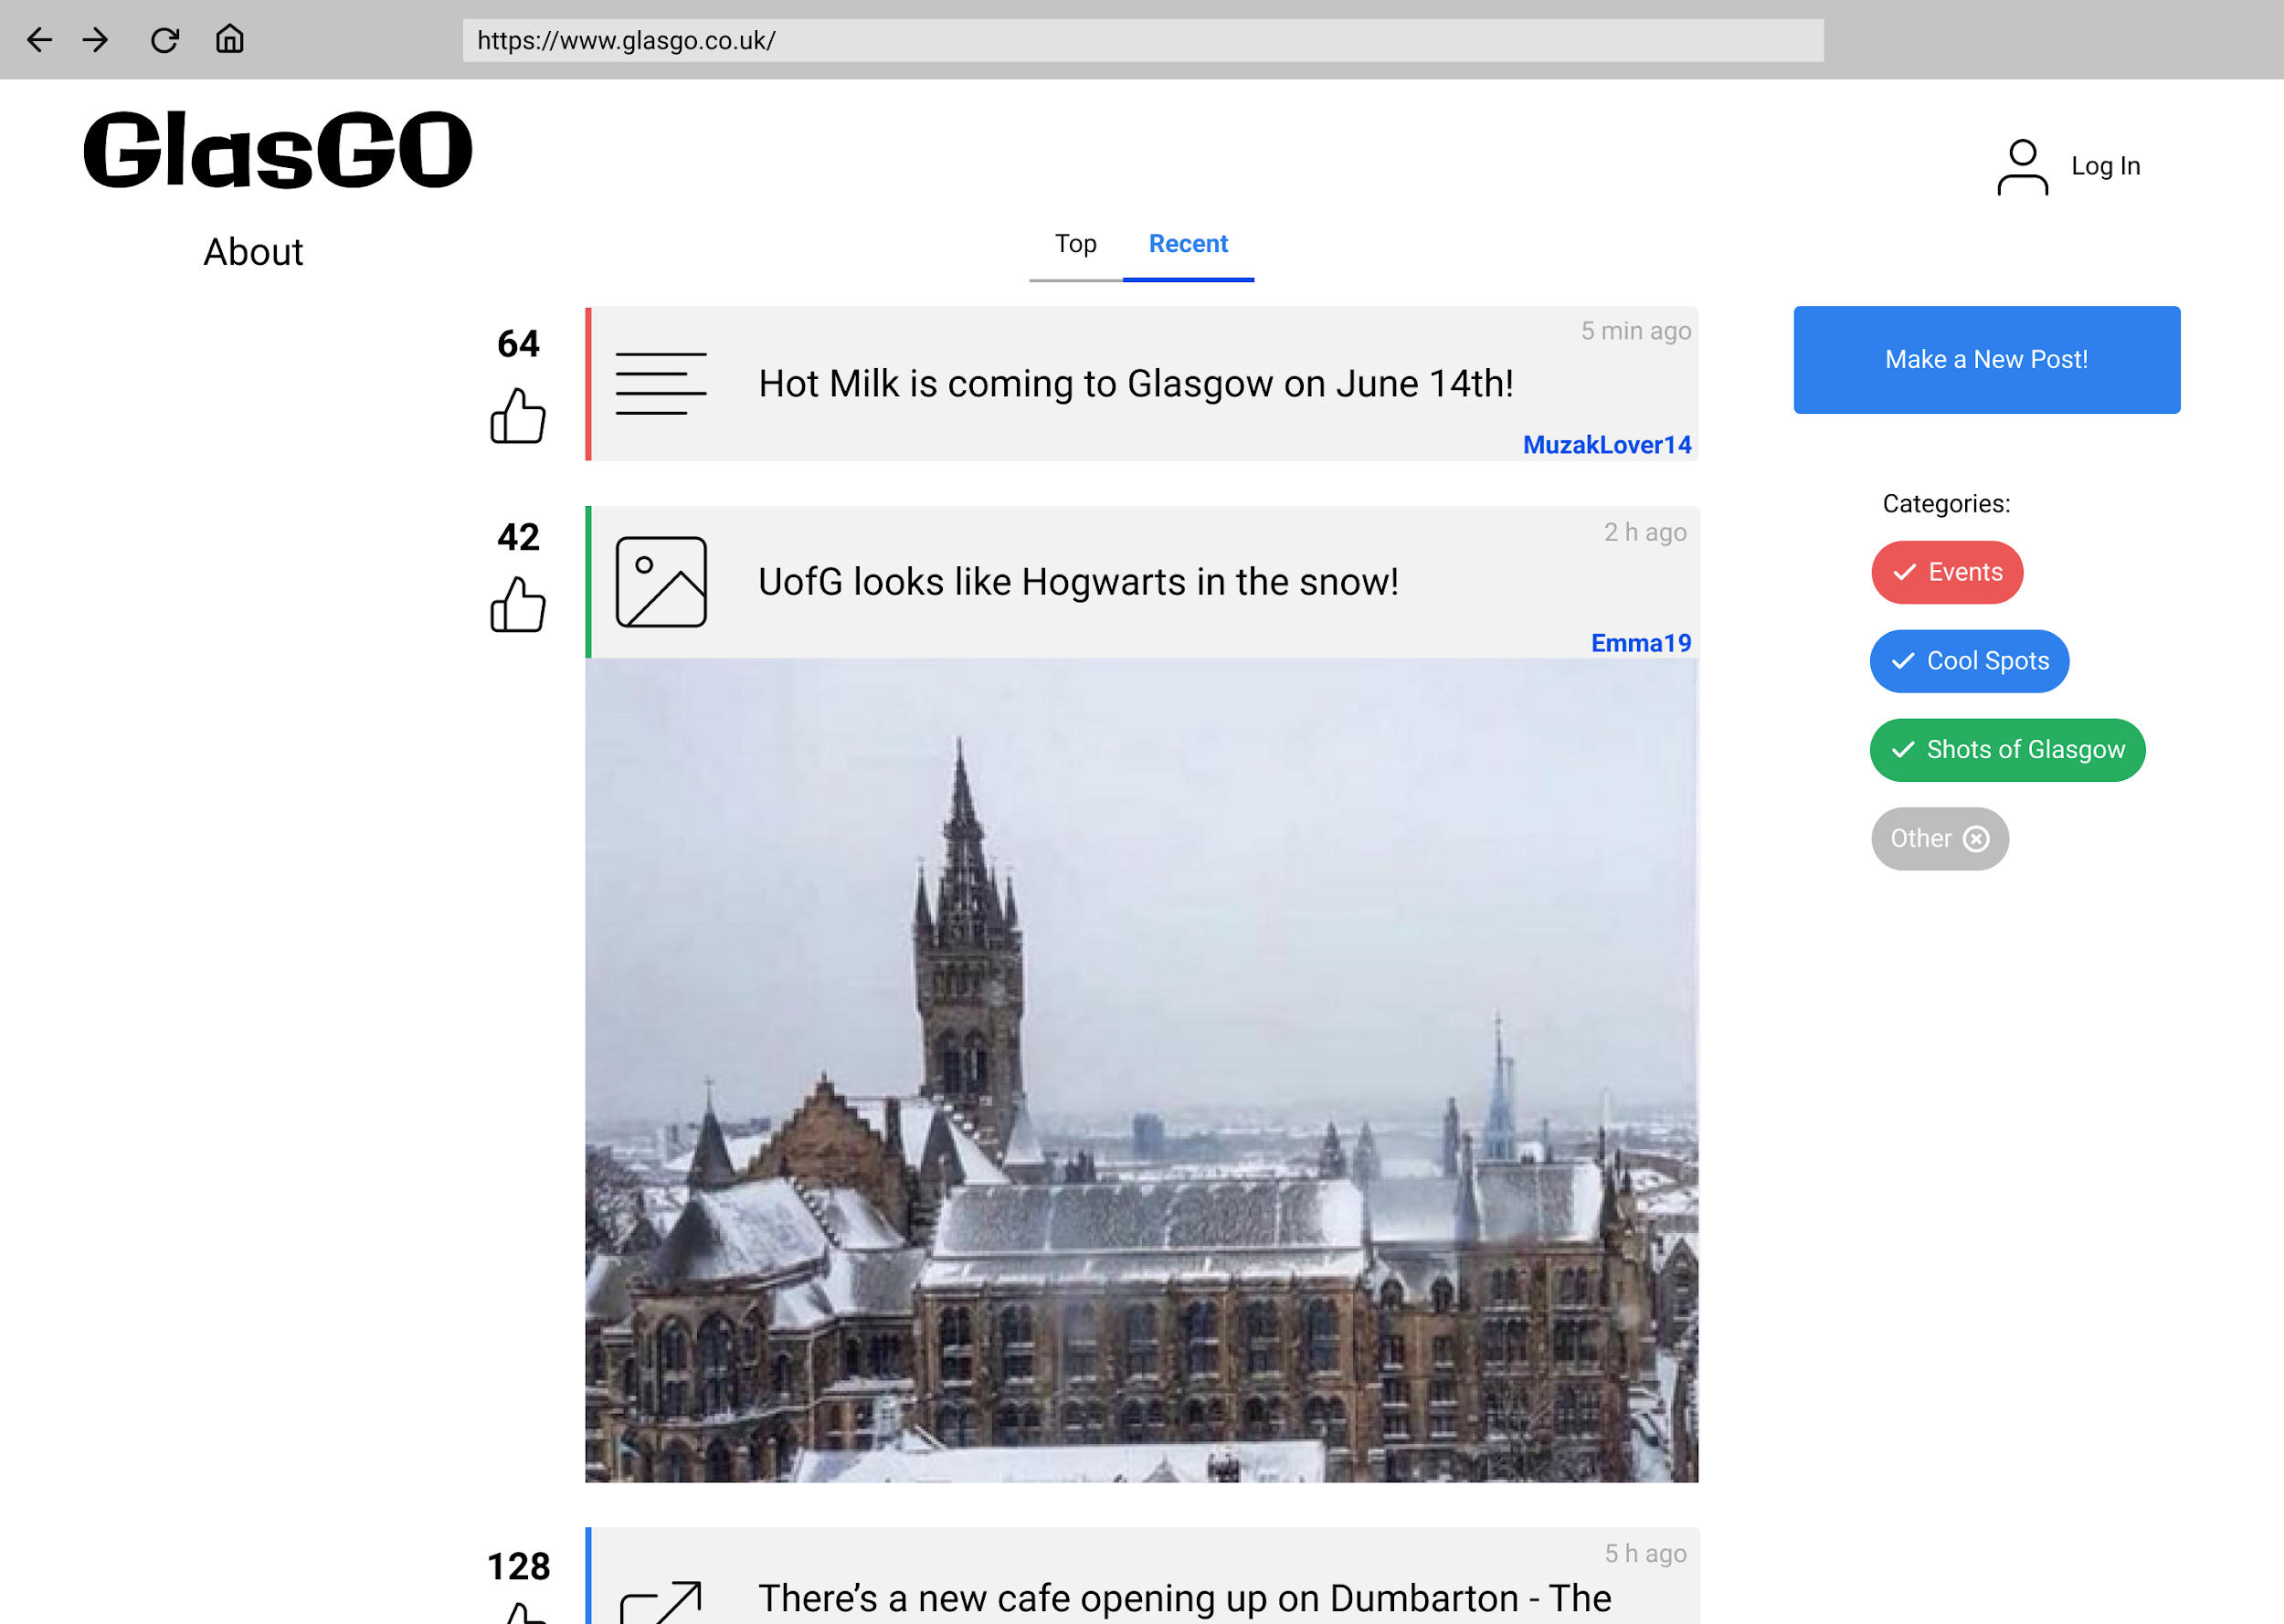 https://www.glasgo.co.uk/
GlasGO
Log In
About
Top
Recent
64
5 min ago
Hot Milk is coming to Glasgow on June 14th!
MuzakLover14
Make a New Post!
Categories:
Events
Cool Spots
Shots of Glasgow
Other
42
2 h ago
UofG looks like Hogwarts in the snow!
Emma19
128
5 h ago
There’s a new cafe opening up on Dumbarton - The